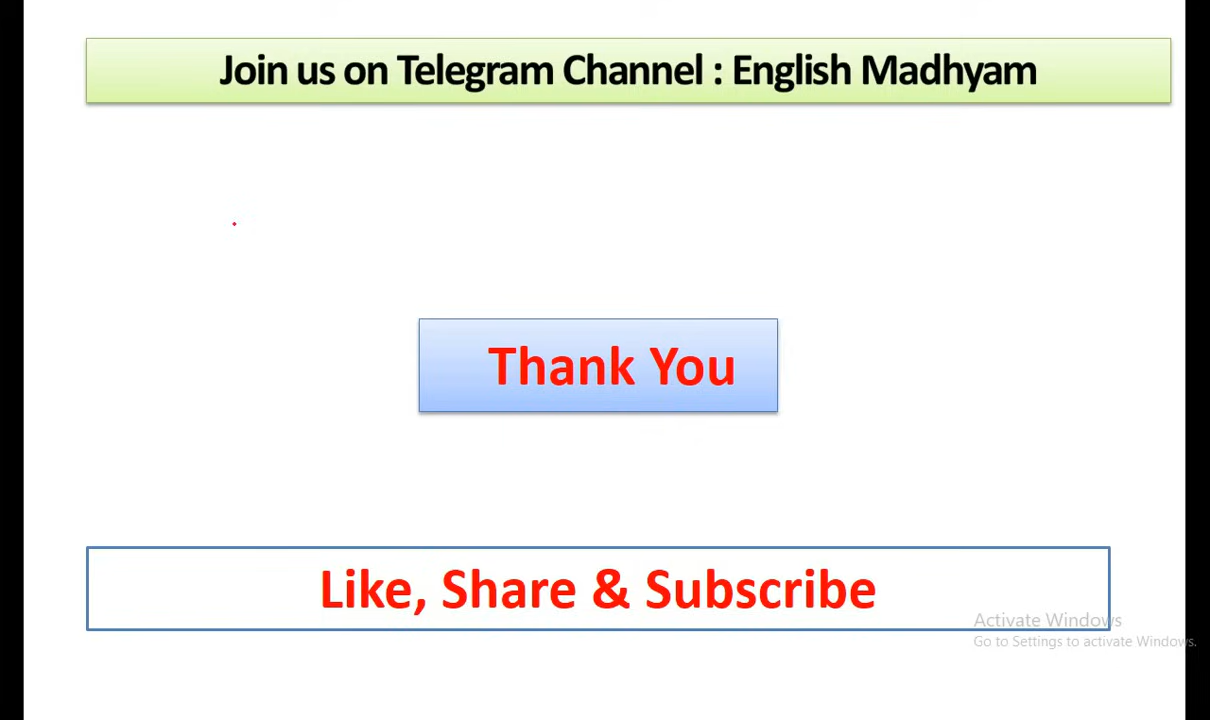 Join us on Telegram Channel : English Madhyam
Thank You
Like, Share & Subscribe
Activate Windows
Go to Settings to activate Windows.